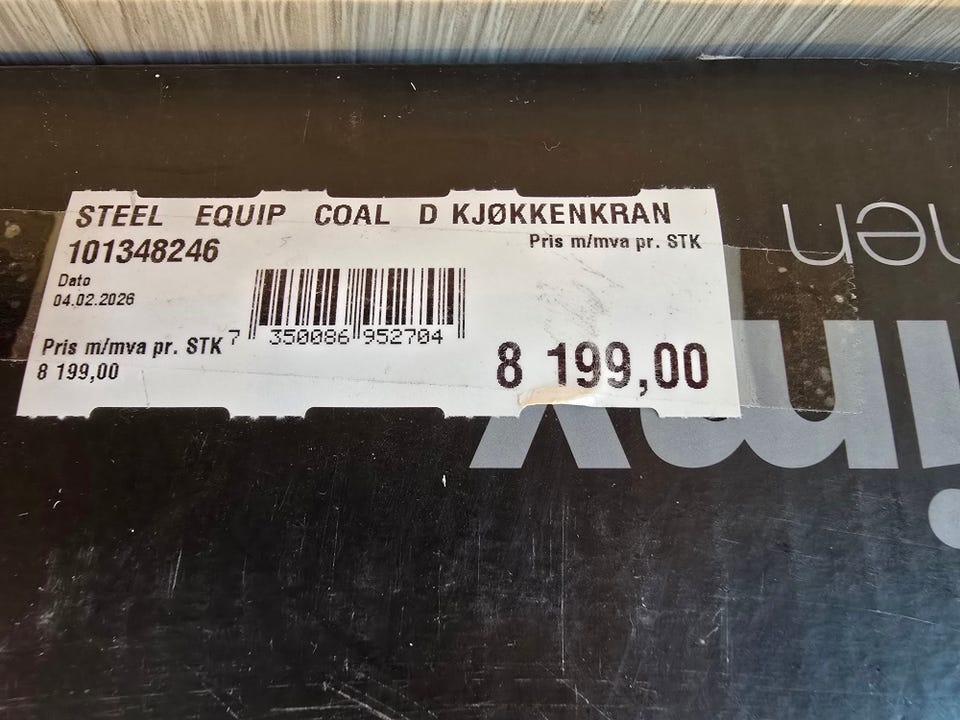 STEEL EQUIP COAL D KJØKKENKRAN
101348246
Pris m/mva pr. STK
Dato
04.02.2026
7 350086 952704
Pris m/mva pr. STK
8 199,00
8 199,00